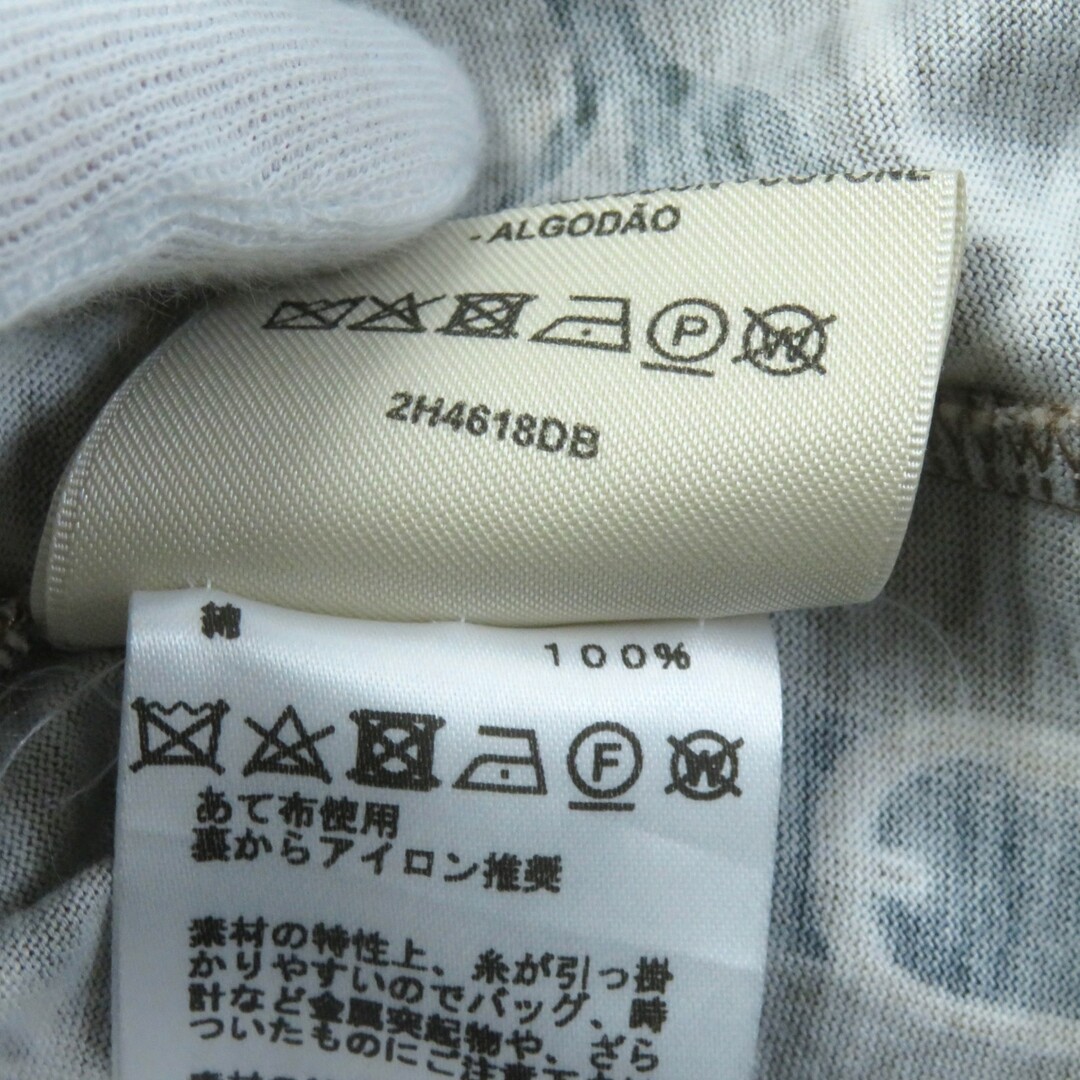 COTONE
- ALGODÃO
P W
2H4618DB
綿 100%
F W
あて布使用
裏からアイロン推奨
素材の特性上、糸が引っ掛
かりやすいのでバッグ、時
計など金属突起物や、ざら
ついたものにご注意